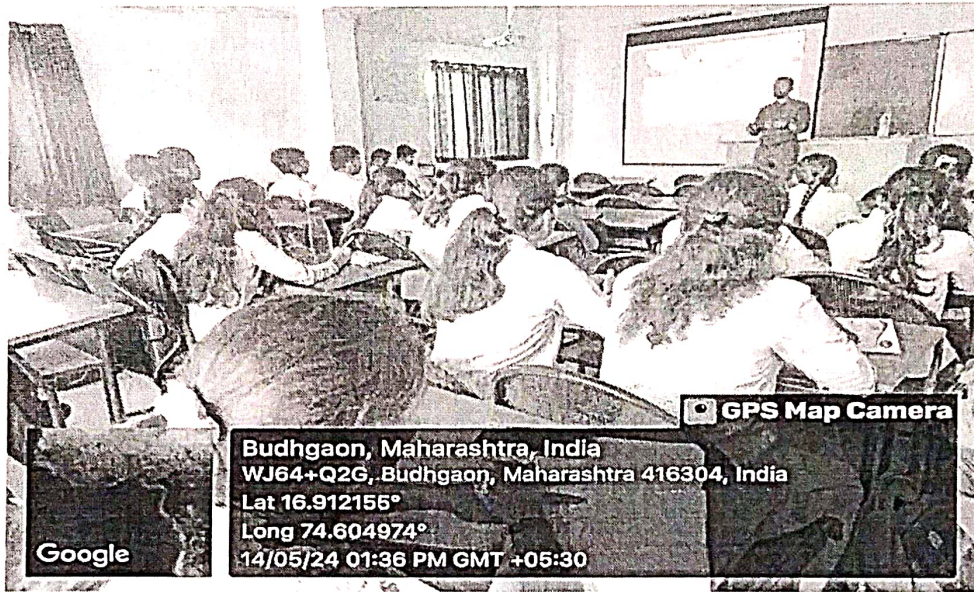 GPS Map Camera
Budhgaon, Maharashtra, India
WJ64+Q2G, Budhgaon, Maharashtra 416304, India
Lat 16.912155°
Long 74.604974°
14/05/24 01:36 PM GMT +05:30
Google